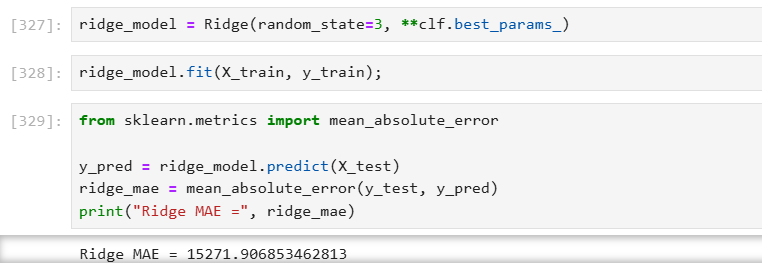 [327]: ridge_model = Ridge(random_state=3, **clf.best_params_)
[328]: ridge_model.fit(X_train, y_train);
[329]: from sklearn.metrics import mean_absolute_error
y_pred = ridge_model.predict(X_test)
ridge_mae = mean_absolute_error(y_test, y_pred)
print("Ridge MAE =", ridge_mae)
Ridge MAE = 15271.906853462813